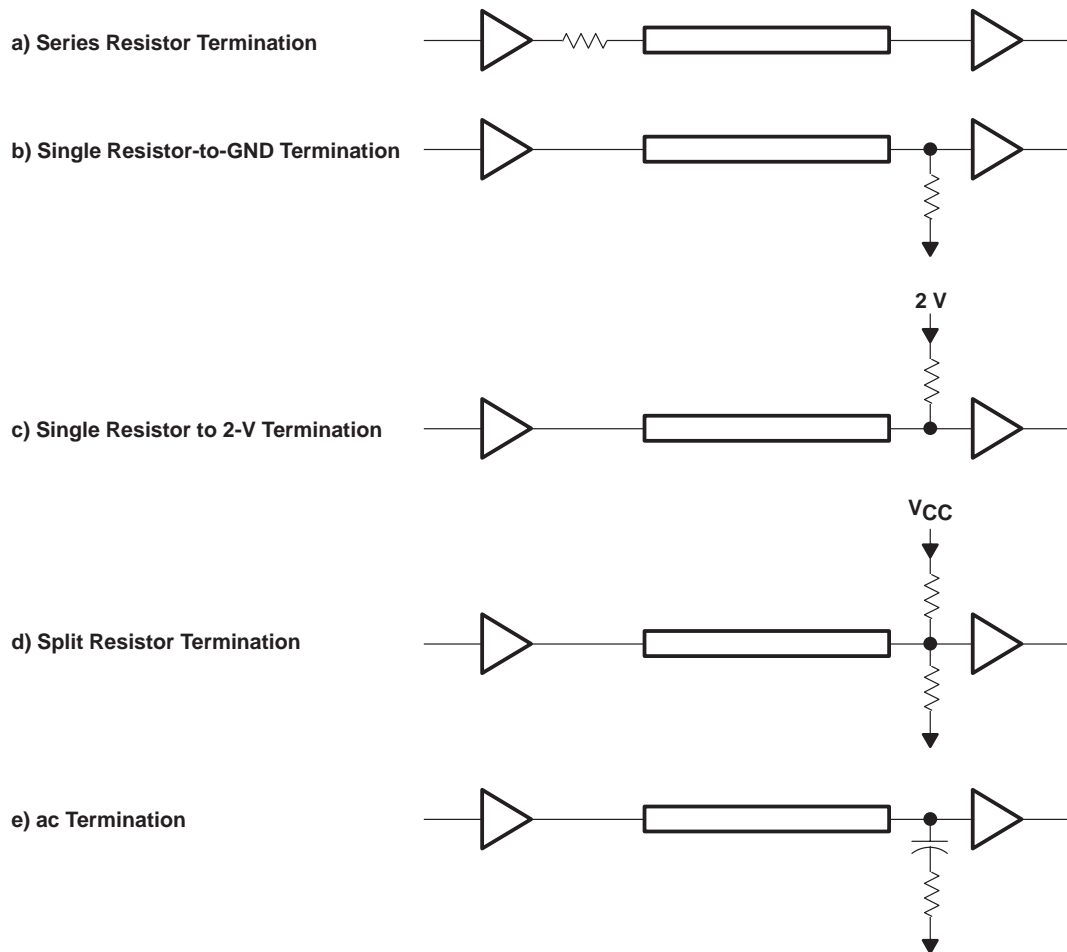 a) Series Resistor Termination
b) Single Resistor-to-GND Termination
2 V
c) Single Resistor to 2-V Termination
VCC
d) Split Resistor Termination
e) ac Termination